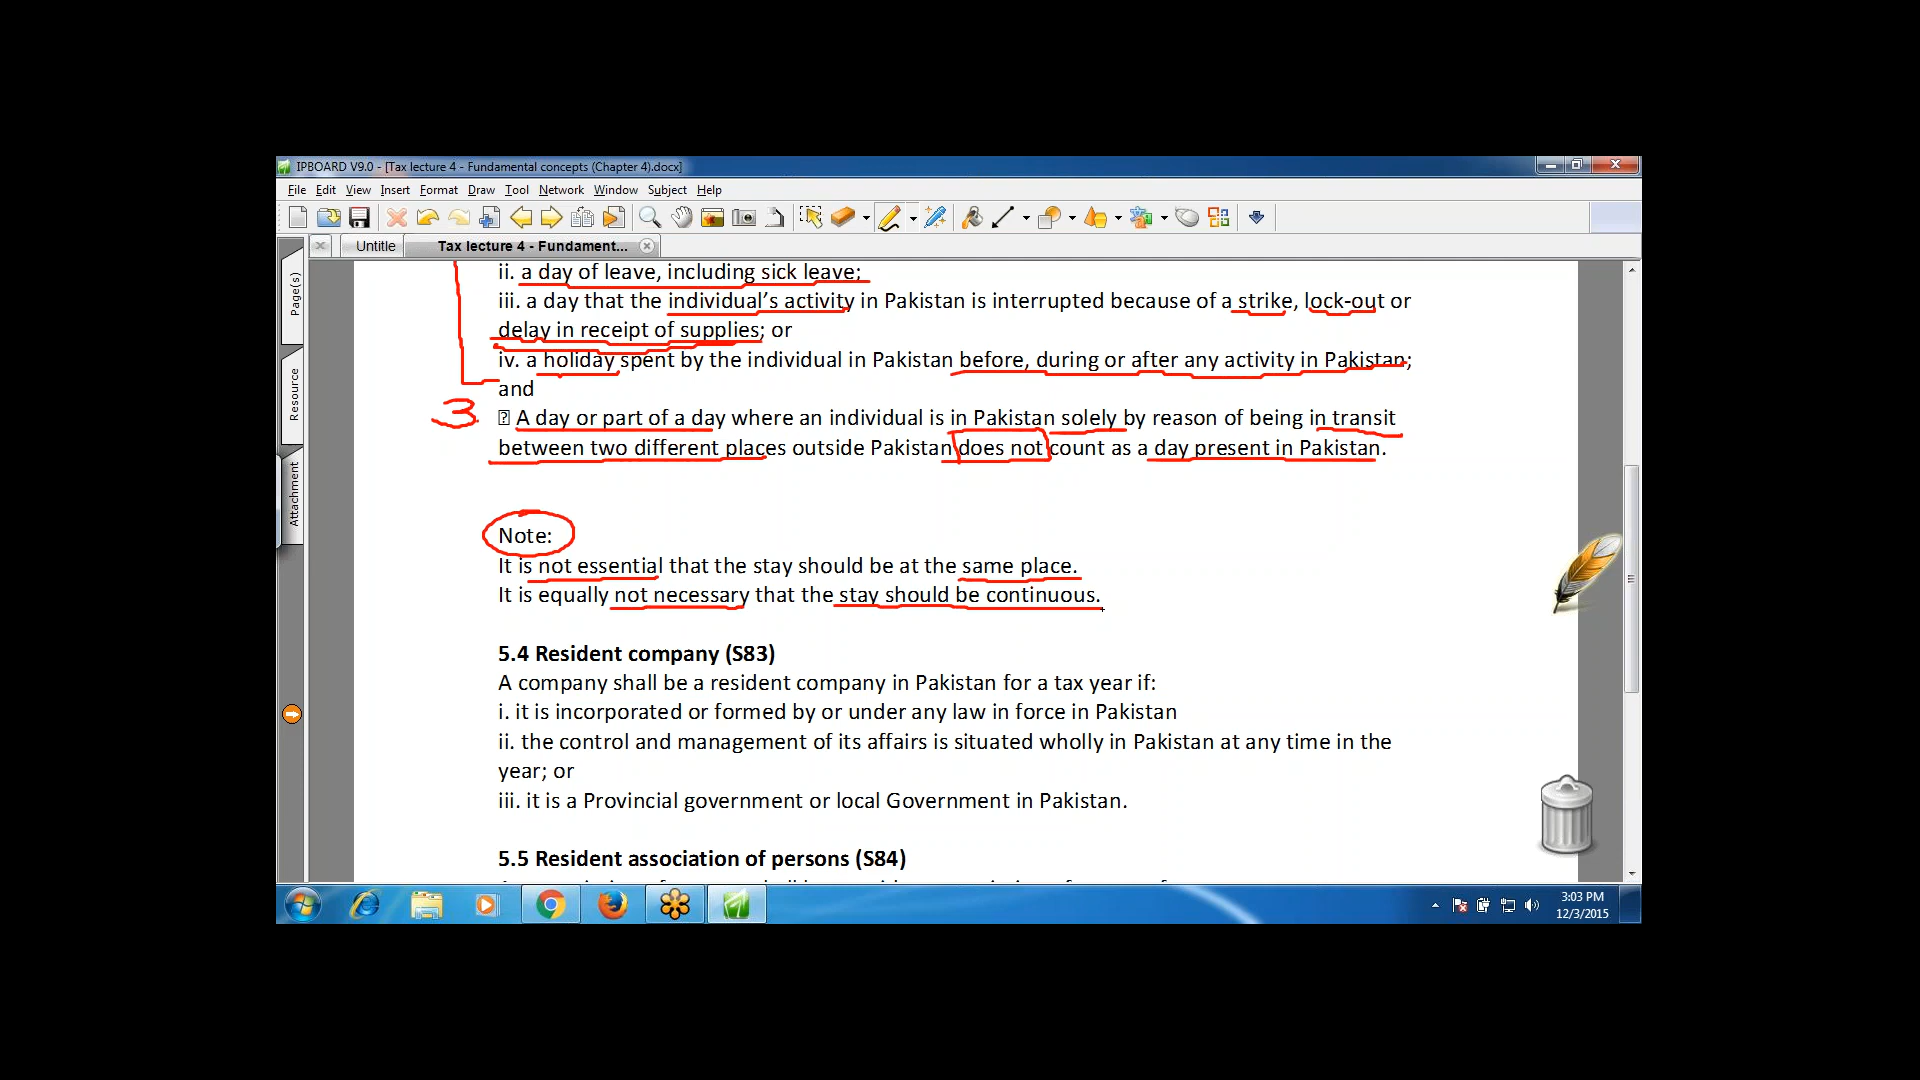 IPBOARD V9.0 - [Tax lecture 4 - Fundamental concepts (Chapter 4).docx]
File Edit View Insert Format Draw Tool Network Window Subject Help
Untitle Tax lecture 4 - Fundament...
Page(s)
Resource
Attachment
ii. a day of leave, including sick leave;
iii. a day that the individual’s activity in Pakistan is interrupted because of a strike, lock-out or
delay in receipt of supplies; or
iv. a holiday spent by the individual in Pakistan before, during or after any activity in Pakistan;
and
3 A day or part of a day where an individual is in Pakistan solely by reason of being in transit
between two different places outside Pakistan does not count as a day present in Pakistan.
Note:
It is not essential that the stay should be at the same place.
It is equally not necessary that the stay should be continuous.
5.4 Resident company (S83)
A company shall be a resident company in Pakistan for a tax year if:
i. it is incorporated or formed by or under any law in force in Pakistan
ii. the control and management of its affairs is situated wholly in Pakistan at any time in the
year; or
iii. it is a Provincial government or local Government in Pakistan.
5.5 Resident association of persons (S84)
3:03 PM
12/3/2015